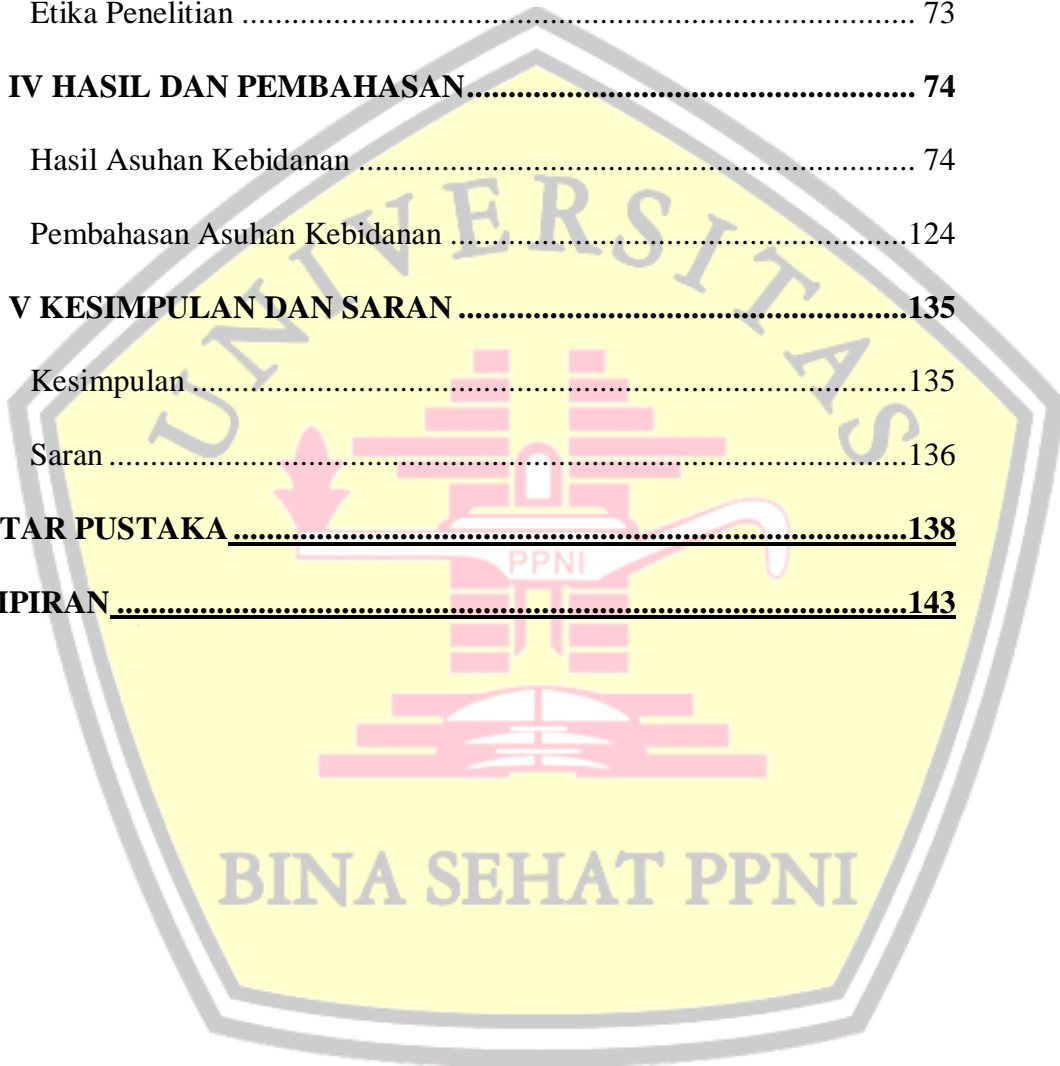 Etika Penelitian ................................................................................. 73
IV HASIL DAN PEMBAHASAN...................................................... 74
Hasil Asuhan Kebidanan ................................................................... 74
Pembahasan Asuhan Kebidanan .......................................................124
V KESIMPULAN DAN SARAN ......................................................135
Kesimpulan .......................................................................................135
Saran .................................................................................................136
TAR PUSTAKA ..................................................................................138
IPIRAN ................................................................................................143
UNIVERSITAS
PPNI
BINA SEHAT PPNI